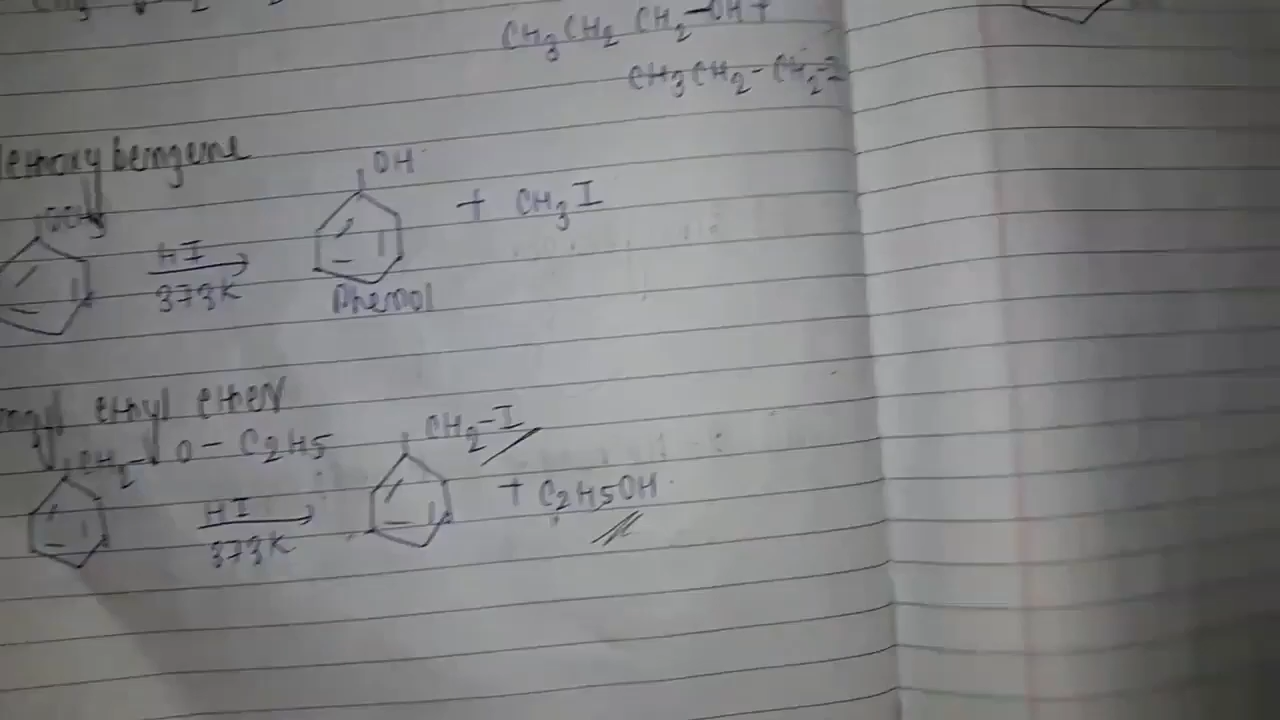 CH3CH2 CH2-OH +
CH3CH2-CH2-I
ethoxy benzene
OCH3
OH
HI
373K
+ CH3I
Phenol
ethyl ether
CH2- O-C2H5
CH2-I
HI
373K
+ C2H5OH